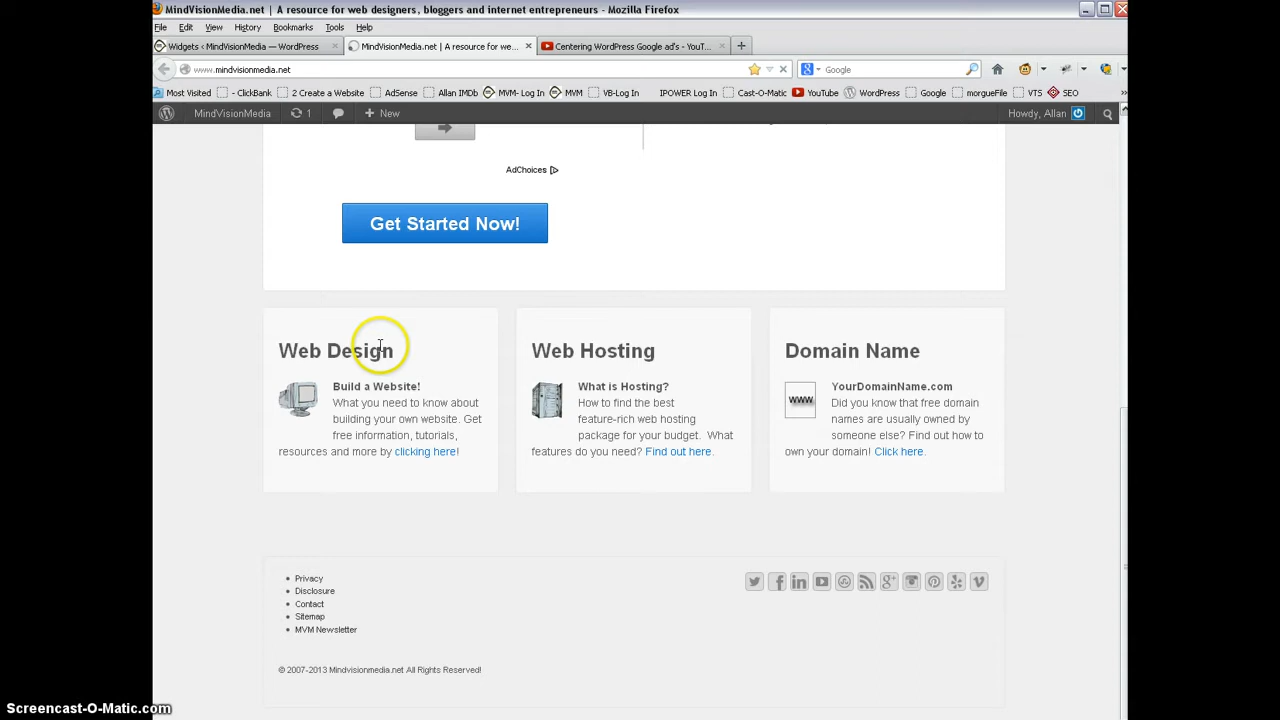 MindVisionMedia.net | A resource for web designers, bloggers and internet entrepreneurs - Mozilla Firefox
File Edit View History Bookmarks Tools Help
Widgets < MindVisionMedia — WordPress × MindVisionMedia.net | A resource for we... × Centering WordPress Google ad's - YouT... × +
www.mindvisionmedia.net Google
Most Visited - ClickBank 2 Create a Website AdSense Allan IMDb MVM- Log In MVM VB-Log In IPOWER Log In Cast-O-Matic YouTube WordPress Google morgueFile VTS SEO
MindVisionMedia 1 + New Howdy, Allan
AdChoices
Get Started Now!
Web Design
Build a Website!
What you need to know about
building your own website. Get
free information, tutorials,
resources and more by clicking here!
Web Hosting
What is Hosting?
How to find the best
feature-rich web hosting
package for your budget. What
features do you need? Find out here.
Domain Name
www
YourDomainName.com
Did you know that free domain
names are usually owned by
someone else? Find out how to
own your domain! Click here.
Privacy
Disclosure
Contact
Sitemap
MVM Newsletter
© 2007-2013 Mindvisionmedia.net All Rights Reserved!
Screencast-O-Matic.com